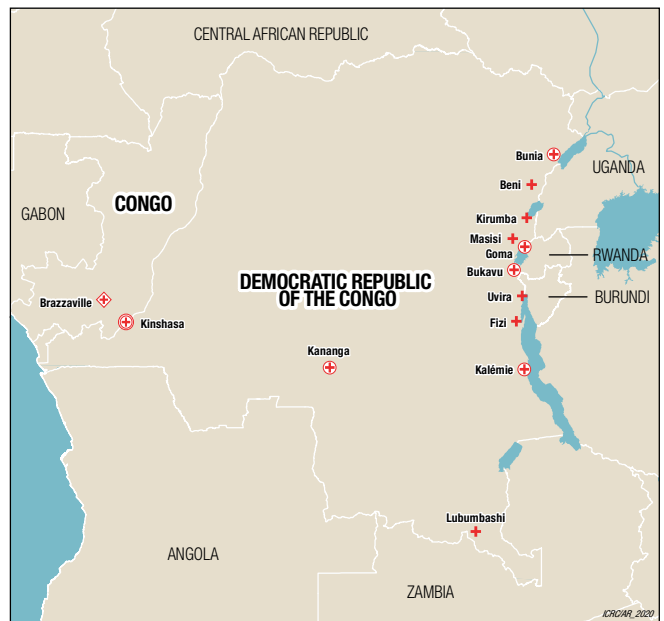 CENTRAL AFRICAN REPUBLIC
Bunia
UGANDA
Beni
GABON
CONGO
Kirumba
Masisi
Goma
RWANDA
Bukavu
DEMOCRATIC REPUBLIC
OF THE CONGO
Uvira
BURUNDI
Brazzaville
Kinshasa
Fizi
Kananga
Kalémie
Lubumbashi
ANGOLA
ZAMBIA
ICRC/AR_2020